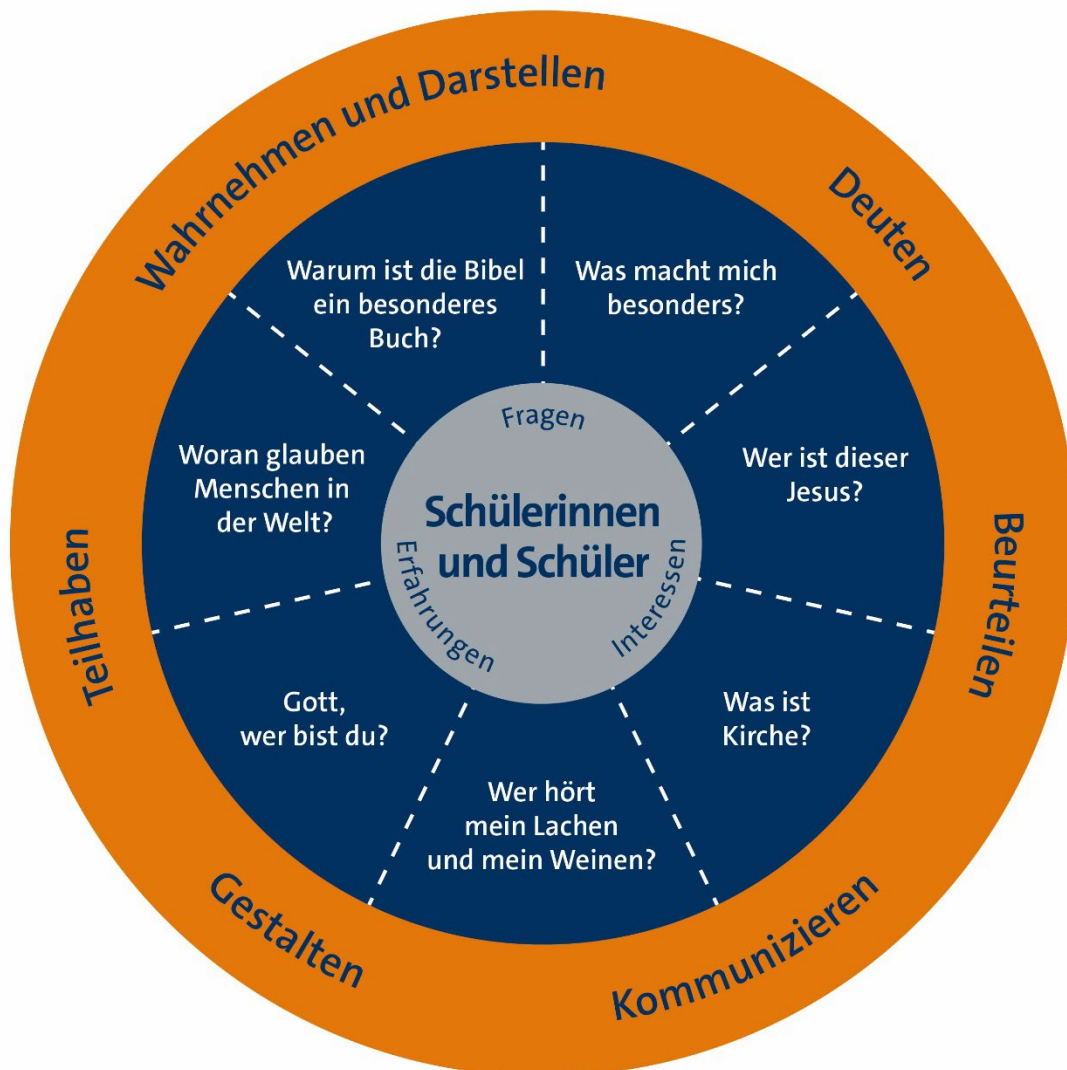 Wahrnehmen und Darstellen
Deuten
Beurteilen
Kommunizieren
Gestalten
Teilhaben
Warum ist die Bibel
ein besonderes
Buch?
Was macht mich
besonders?
Wer ist dieser
Jesus?
Was ist
Kirche?
Wer hört
mein Lachen
und mein Weinen?
Gott,
wer bist du?
Woran glauben
Menschen in
der Welt?
Fragen
Schülerinnen
und Schüler
Erfahrungen
Interessen